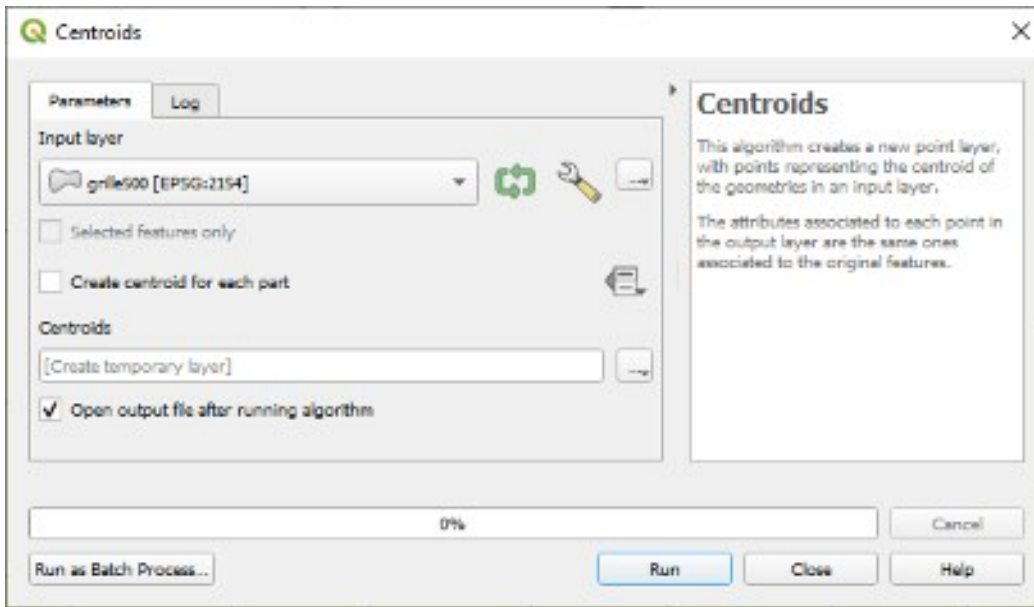 Centroids
Parameters
Log
Input layer
grille500 [EPSG:2154]
Selected features only
Create centroid for each part
Centroids
[Create temporary layer]
Open output file after running algorithm
Centroids
This algorithm creates a new point layer,
with points representing the centroid of
the geometries in an input layer.
The attributes associated to each point in
the output layer are the same ones
associated to the original features.
0%
Cancel
Run as Batch Process...
Run
Close
Help